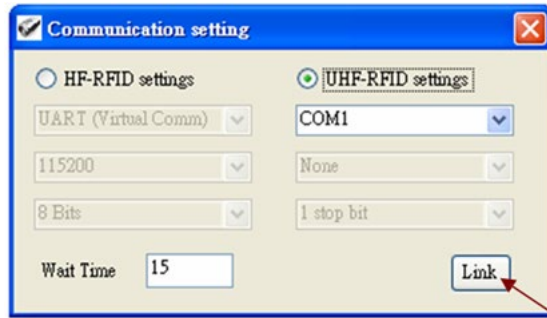 Communication setting
HF-RFID settings
UHF-RFID settings
UART (Virtual Comm)
COM1
115200
None
8 Bits
1 stop bit
Wait Time
15
Link